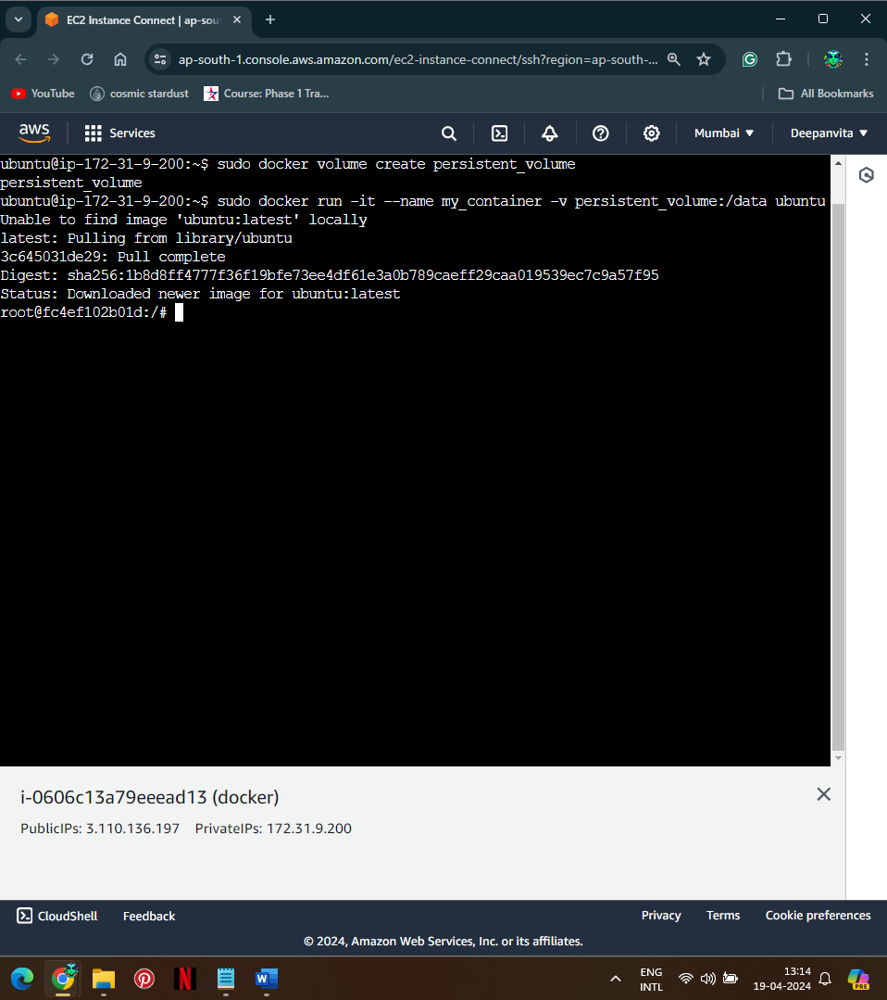 EC2 Instance Connect | ap-sou
ap-south-1.console.aws.amazon.com/ec2-instance-connect/ssh?region=ap-south-...
YouTube
cosmic stardust
Course: Phase 1 Tra...
All Bookmarks
aws
Services
Mumbai
Deepanvita
ubuntu@ip-172-31-9-200:~$ sudo docker volume create persistent_volume
persistent_volume
ubuntu@ip-172-31-9-200:~$ sudo docker run -it --name my_container -v persistent_volume:/data ubuntu
Unable to find image 'ubuntu:latest' locally
latest: Pulling from library/ubuntu
3c645031de29: Pull complete
Digest: sha256:1b8d8ff4777f36f19bfe73ee4df61e3a0b789caeff29caa019539ec7c9a57f95
Status: Downloaded newer image for ubuntu:latest
root@fc4ef102b01d:/#
i-0606c13a79eeead13 (docker)
PublicIPs: 3.110.136.197 PrivateIPs: 172.31.9.200
CloudShell
Feedback
Privacy
Terms
Cookie preferences
© 2024, Amazon Web Services, Inc. or its affiliates.
ENG
INTL
13:14
19-04-2024
PRE